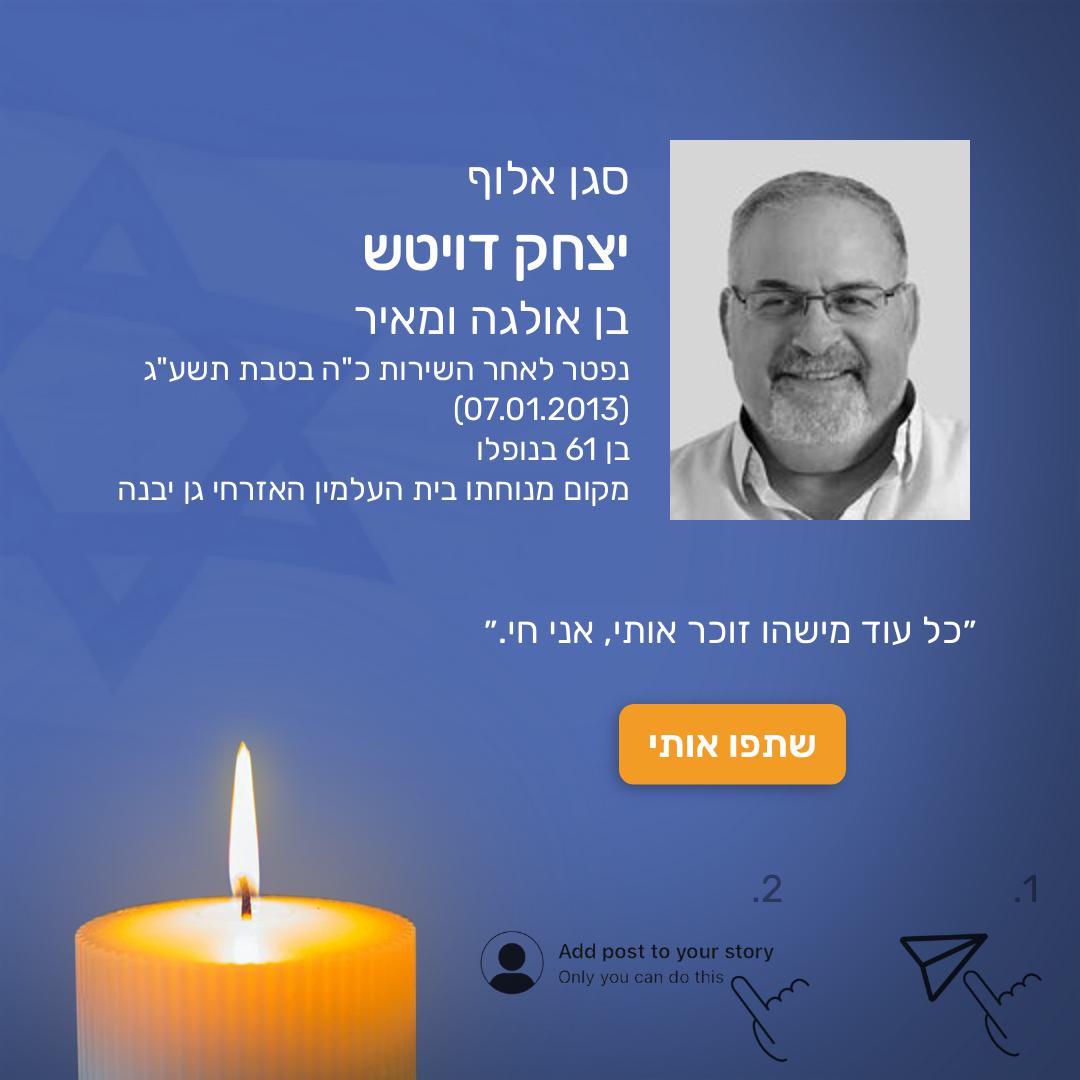 סגן אלוף
יצחק דויטש
בן אולגה ומאיר
נפטר לאחר השירות כ"ה בטבת תשע"ג
(07.01.2013)
בן 61 בנופלו
מקום מנוחתו בית העלמין האזרחי גן יבנה
״כל עוד מישהו זוכר אותי, אני חי.״
שתפו אותי
1.
2.
Add post to your story
Only you can do this